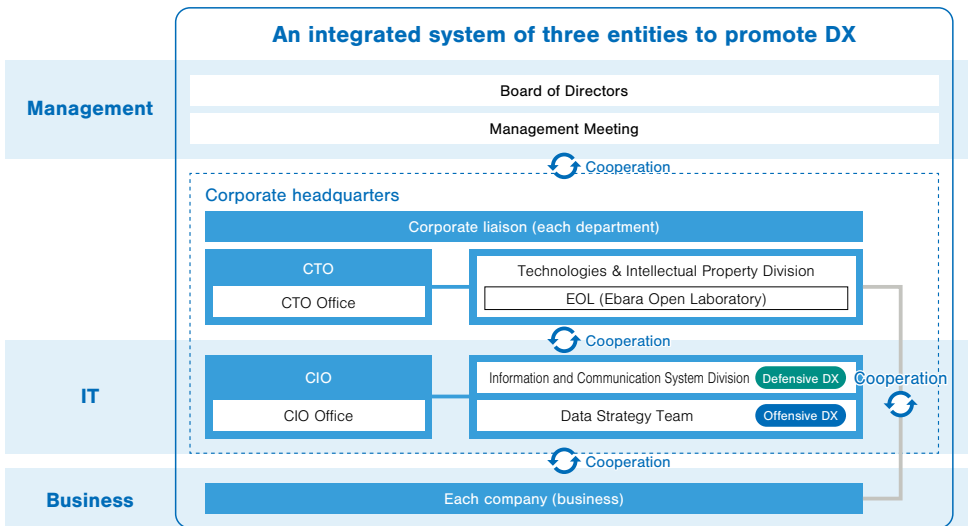 An integrated system of three entities to promote DX
Management
Board of Directors
Management Meeting
Cooperation
Corporate headquarters
Corporate liaison (each department)
CTO
CTO Office
Technologies & Intellectual Property Division
EOL (Ebara Open Laboratory)
Cooperation
IT
CIO
CIO Office
Information and Communication System Division
Defensive DX
Data Strategy Team
Offensive DX
Cooperation
Cooperation
Business
Each company (business)